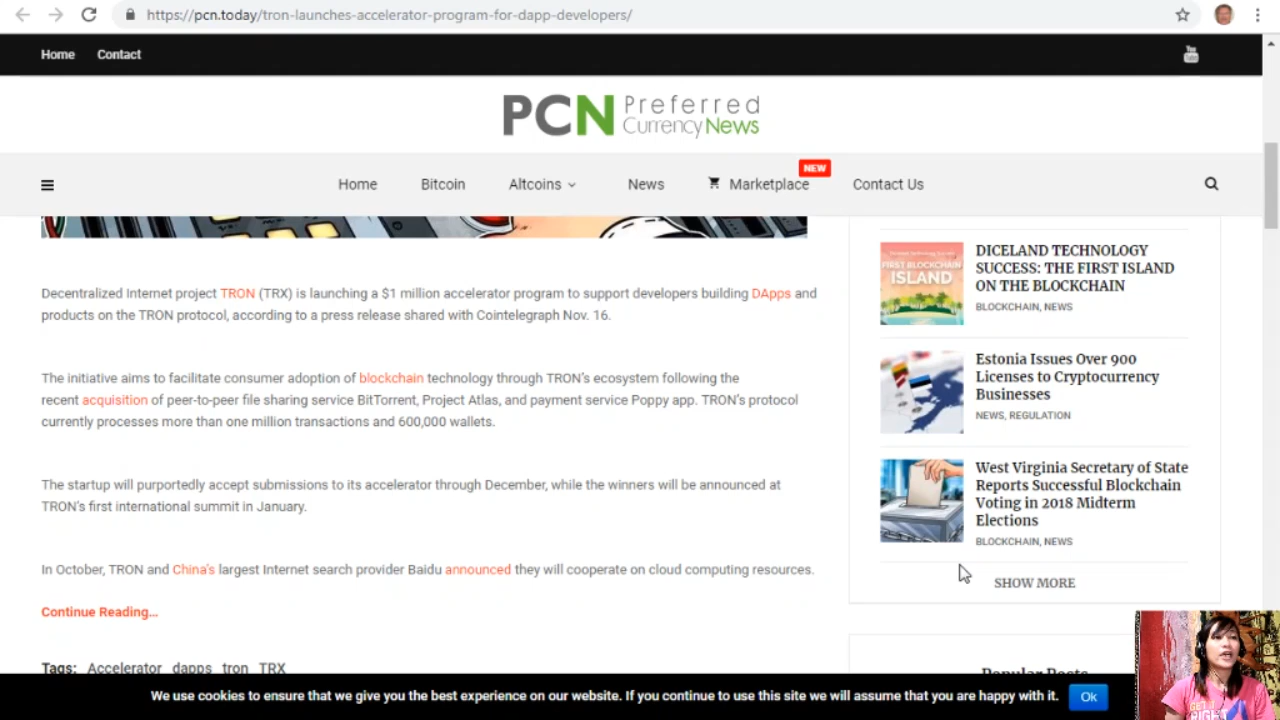 https://pcn.today/tron-launches-accelerator-program-for-dapp-developers/
Home Contact
You Tube
PCN Preferred
CurrencyNews
Home Bitcoin Altcoins News Marketplace NEW Contact Us
Decentralized Internet project TRON (TRX) is launching a $1 million accelerator program to support developers building DApps and
products on the TRON protocol, according to a press release shared with Cointelegraph Nov. 16.
The initiative aims to facilitate consumer adoption of blockchain technology through TRON's ecosystem following the
recent acquisition of peer-to-peer file sharing service BitTorrent, Project Atlas, and payment service Poppy app. TRON's protocol
currently processes more than one million transactions and 600,000 wallets.
The startup will purportedly accept submissions to its accelerator through December, while the winners will be announced at
TRON's first international summit in January.
In October, TRON and China's largest Internet search provider Baidu announced they will cooperate on cloud computing resources.
Continue Reading...
Tags: Accelerator dapps tron TRX
FIRST BLOCKCHAIN
ISLAND
DICELAND TECHNOLOGY
SUCCESS: THE FIRST ISLAND
ON THE BLOCKCHAIN
BLOCKCHAIN, NEWS
Estonia Issues Over 900
Licenses to Cryptocurrency
Businesses
NEWS, REGULATION
West Virginia Secretary of State
Reports Successful Blockchain
Voting in 2018 Midterm
Elections
BLOCKCHAIN, NEWS
SHOW MORE
Popular Posts
We use cookies to ensure that we give you the best experience on our website. If you continue to use this site we will assume that you are happy with it. Ok
GET IT
RIGHT